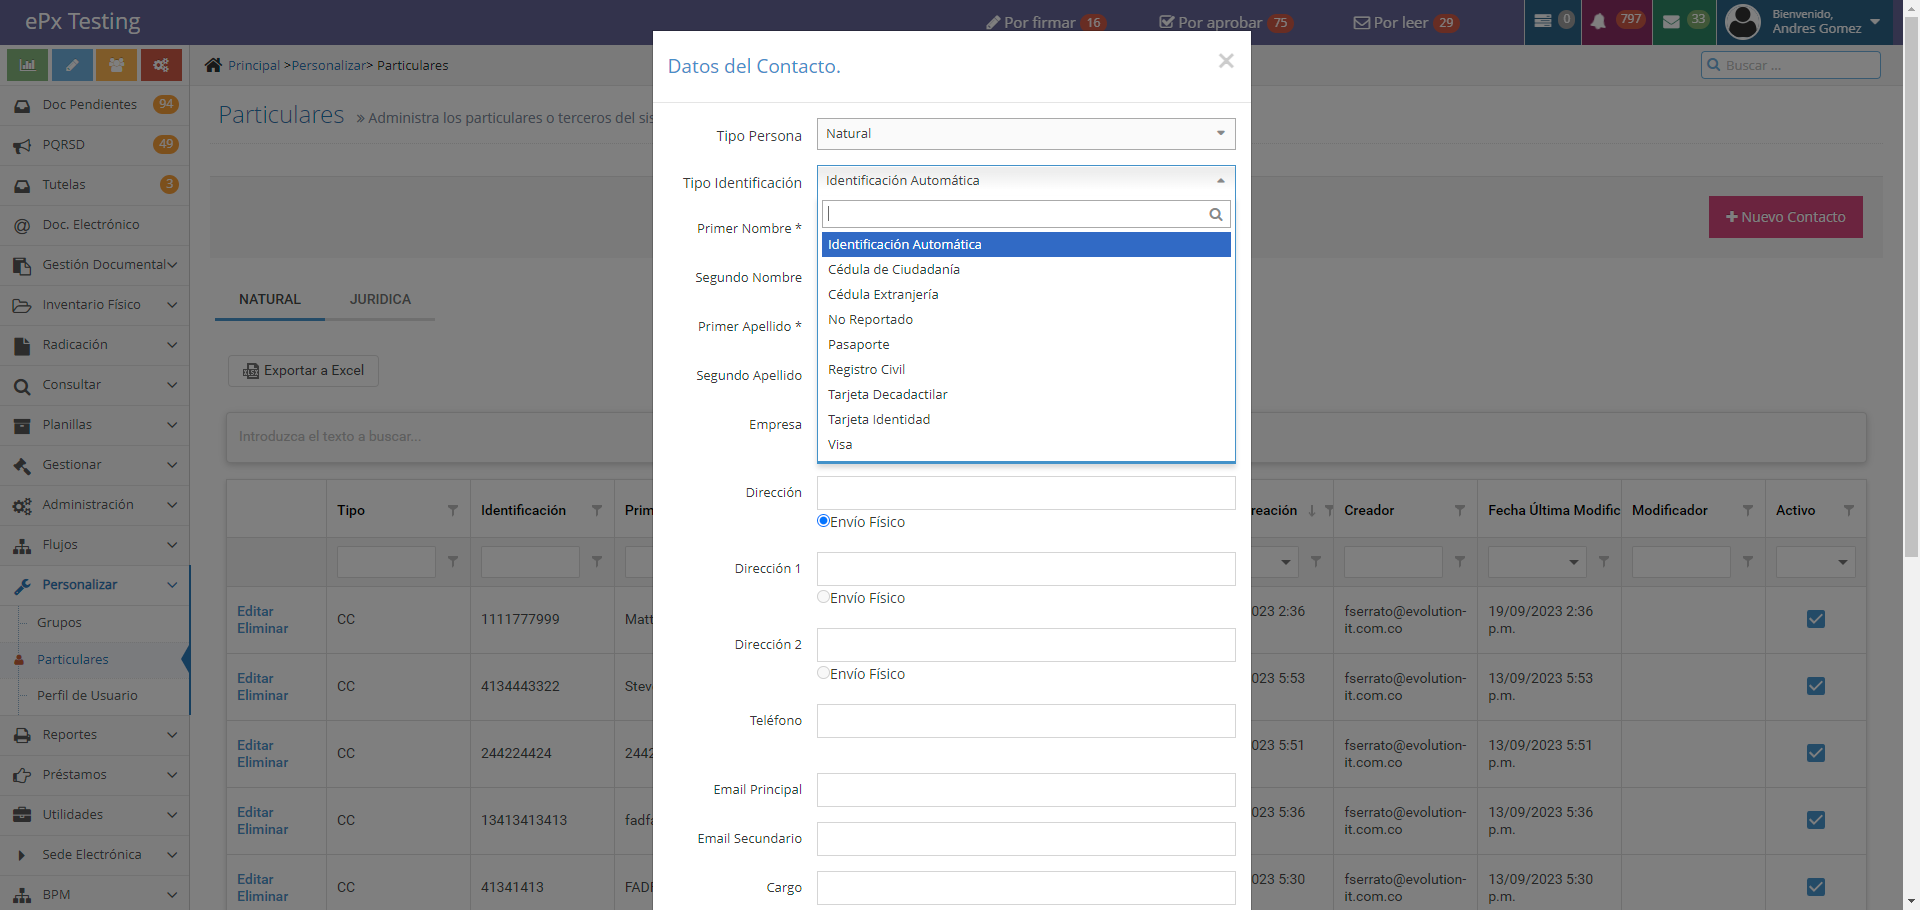 ePx Testing
Por firmar 16
Por aprobar 75
Por leer 29
0
797
33
Bienvenido,
Andres Gomez
Principal >Personalizar> Particulares
Buscar ...
Doc Pendientes 94
PQRSD 49
Tutelas 3
Doc. Electrónico
Gestión Documental
Inventario Físico
Radicación
Consultar
Planillas
Gestionar
Administración
Flujos
Personalizar
Grupos
Particulares
Perfil de Usuario
Reportes
Préstamos
Utilidades
Sede Electrónica
BPM
Particulares » Administra los particulares o terceros del sis
Nuevo Contacto
NATURAL JURIDICA
Exportar a Excel
Introduzca el texto a buscar...
Tipo Identificación Prim reación Creador Fecha Última Modific Modificador Activo
Editar
Eliminar
CC 1111777999 Matt 023 2:36
fserrato@evolution-
it.com.co
19/09/2023 2:36
p.m.
Editar
Eliminar
CC 4134443322 Stev 023 5:53
fserrato@evolution-
it.com.co
13/09/2023 5:53
p.m.
Editar
Eliminar
CC 244224424 2442 023 5:51
fserrato@evolution-
it.com.co
13/09/2023 5:51
p.m.
Editar
Eliminar
CC 13413413413 fadfa 023 5:36
fserrato@evolution-
it.com.co
13/09/2023 5:36
p.m.
Editar
Eliminar
CC 41341413 FADF 023 5:30
fserrato@evolution-
it.com.co
13/09/2023 5:30
p.m.
Datos del Contacto.
Tipo Persona Natural
Tipo Identificación Identificación Automática
Identificación Automática
Cédula de Ciudadanía
Cédula Extranjería
No Reportado
Pasaporte
Registro Civil
Tarjeta Decadactilar
Tarjeta Identidad
Visa
Primer Nombre *
Segundo Nombre
Primer Apellido *
Segundo Apellido
Empresa
Dirección
Envío Físico
Dirección 1
Envío Físico
Dirección 2
Envío Físico
Teléfono
Email Principal
Email Secundario
Cargo